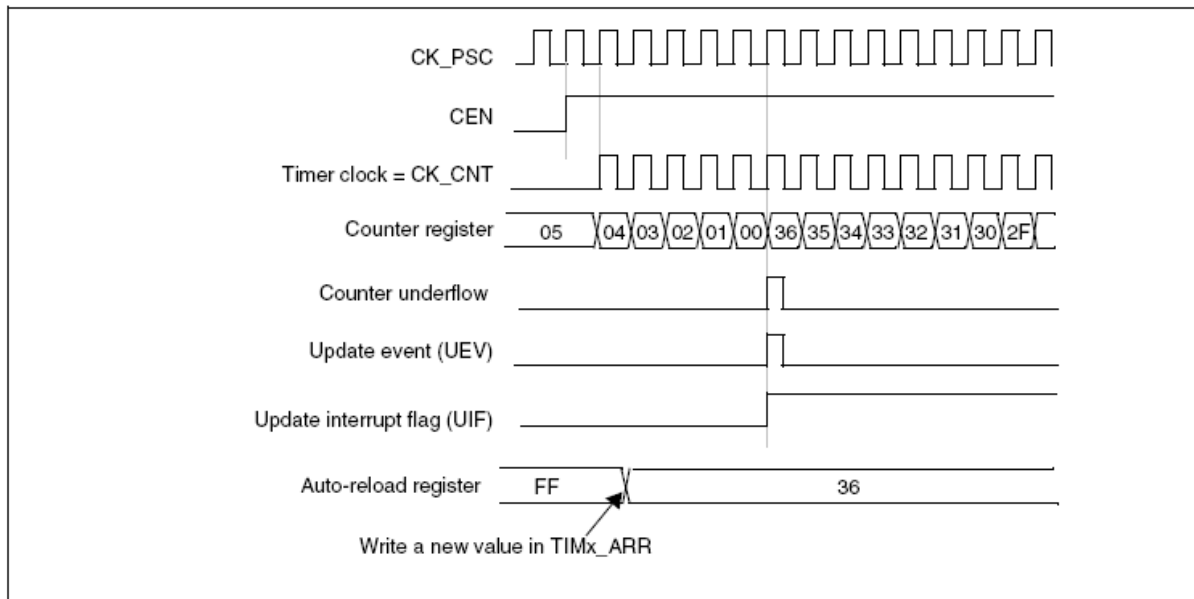 CK_PSC
CEN
Timer clock = CK_CNT
Counter register 05 04 03 02 01 00 36 35 34 33 32 31 30 2F
Counter underflow
Update event (UEV)
Update interrupt flag (UIF)
Auto-reload register FF 36
Write a new value in TIMx_ARR